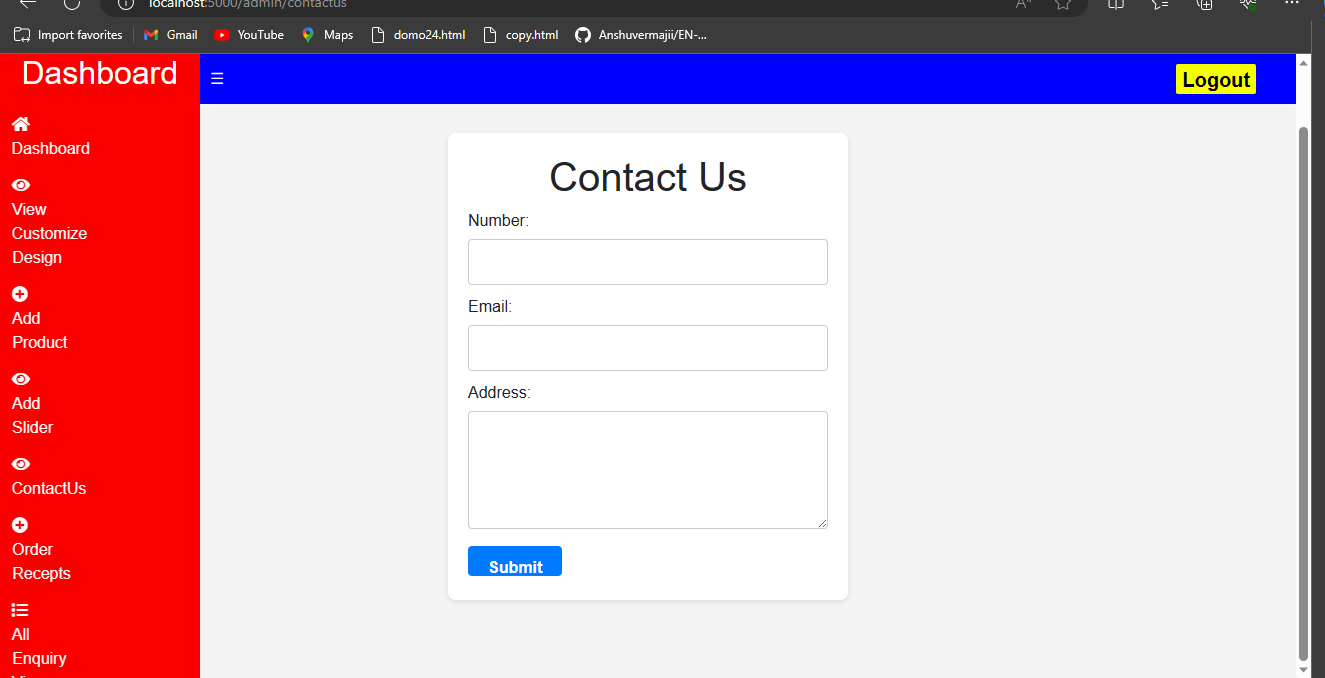 localhost:5000/admin/contactus
Import favorites
Gmail
YouTube
Maps
domo24.html
copy.html
Anshuvermajii/EN-...
Dashboard
☰
Logout
Dashboard
View
Customize
Design
Add
Product
Add
Slider
ContactUs
Order
Recepts
All
Enquiry
Contact Us
Number:
Email:
Address:
Submit